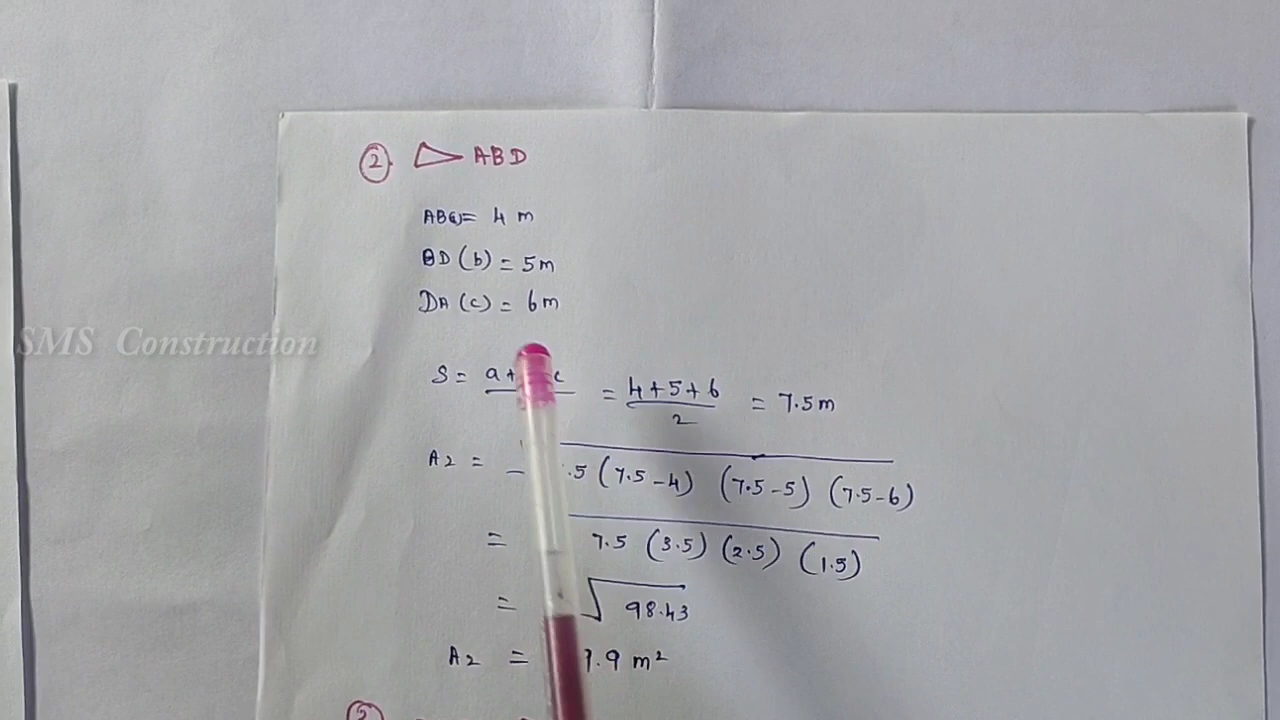 ② ABD
AB(a)= 4 m
BD (b) = 5m
DA (c) = 6m
SMS Construction
S = a+ c = 4+5+6 = 7.5m
2
A2 = .5 (7.5-4) (7.5-5) (7.5-6)
= 7.5 (3.5) (2.5) (1.5)
= √98.43
A2 = .9 m²